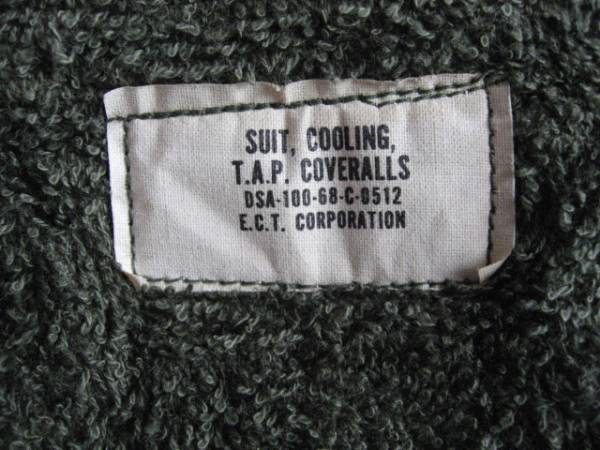 SUIT, COOLING,
T.A.P. COVERALLS
DSA-100-68-C-0512
E.C.T. CORPORATION